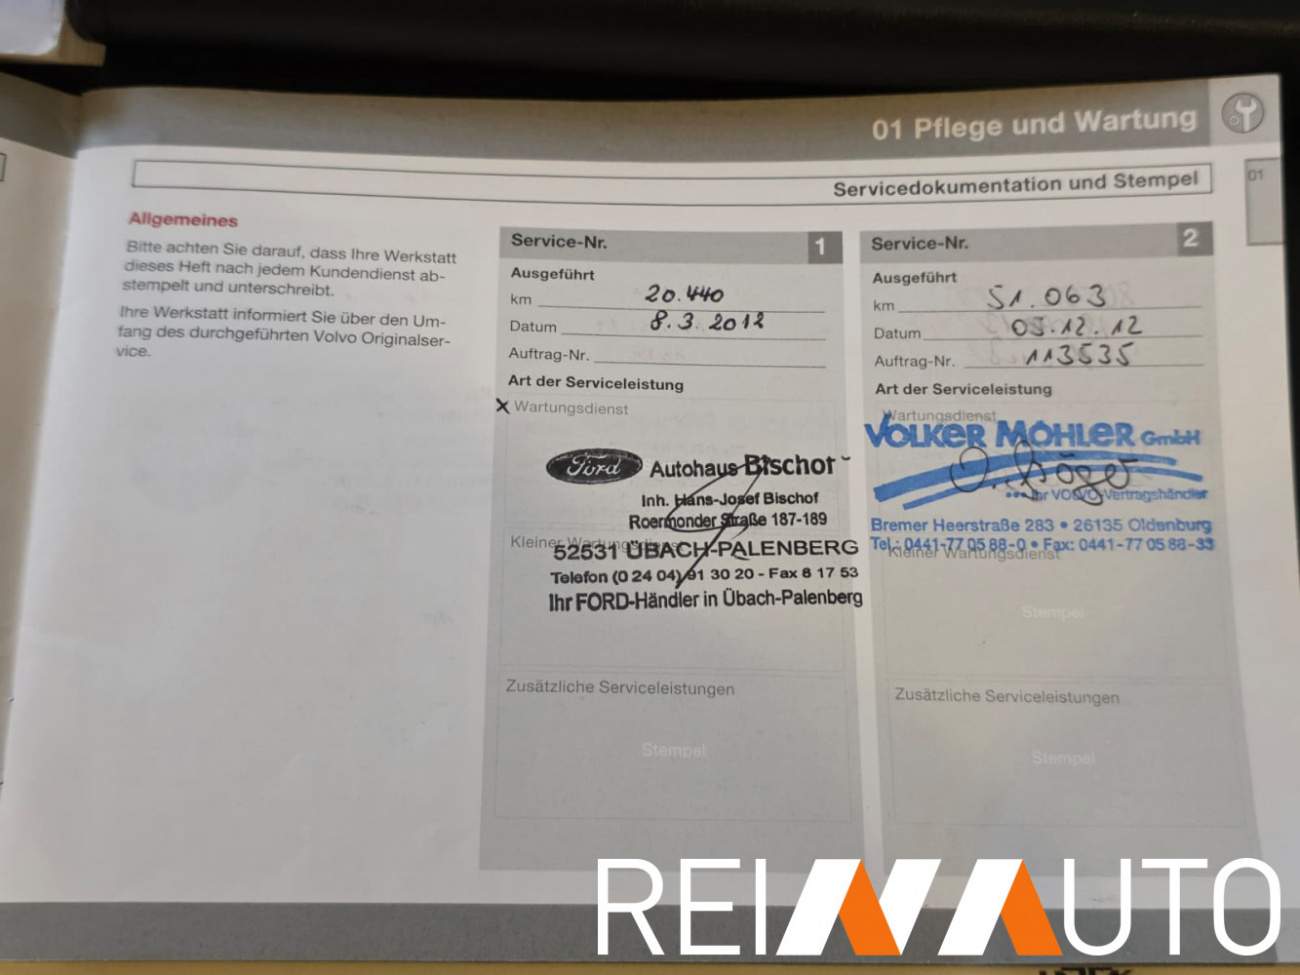 01 Pflege und Wartung
01
Servicedokumentation und Stempel
Allgemeines
Bitte achten Sie darauf, dass Ihre Werkstatt
dieses Heft nach jedem Kundendienst ab-
stempelt und unterschreibt.
Ihre Werkstatt informiert Sie über den Um-
fang des durchgeführten Volvo Originalser-
vice.
Service-Nr. 1
Ausgeführt
km 20.440
Datum 8.3.2012
Auftrag-Nr.
Art der Serviceleistung
X Wartungsdienst
Ford Autohaus Bischof
Inh. Hans-Josef Bischof
Roermonder Straße 187-189
Kleiner Wartungsdienst
52531 ÜBACH-PALENBERG
Telefon (0 24 04) 91 30 20 - Fax 8 17 53
Ihr FORD-Händler in Übach-Palenberg
Zusätzliche Serviceleistungen
Stempel
Service-Nr. 2
Ausgeführt
km 51.063
Datum 03.12.12
Auftrag-Nr. 113535
Art der Serviceleistung
Wartungsdienst
VOLKER MÖHLER GmbH
...Ihr VOLVO-Vertragshändler
Bremer Heerstraße 283 • 26135 Oldenburg
Tel.: 0441-77 05 88-0 • Fax: 0441-77 05 88-33
Kleiner Wartungsdienst
Stempel
Zusätzliche Serviceleistungen
Stempel
REINAUTO